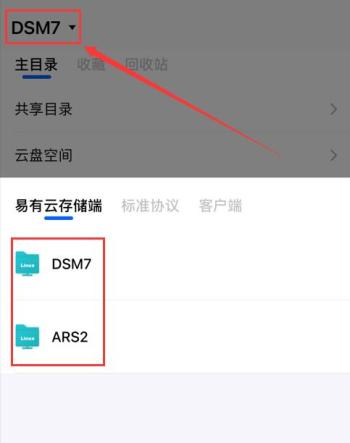 DSM7
主目录 收藏 回收站
共享目录
云盘空间
易有云存储端 标准协议 客户端
Linux DSM7
Linux ARS2